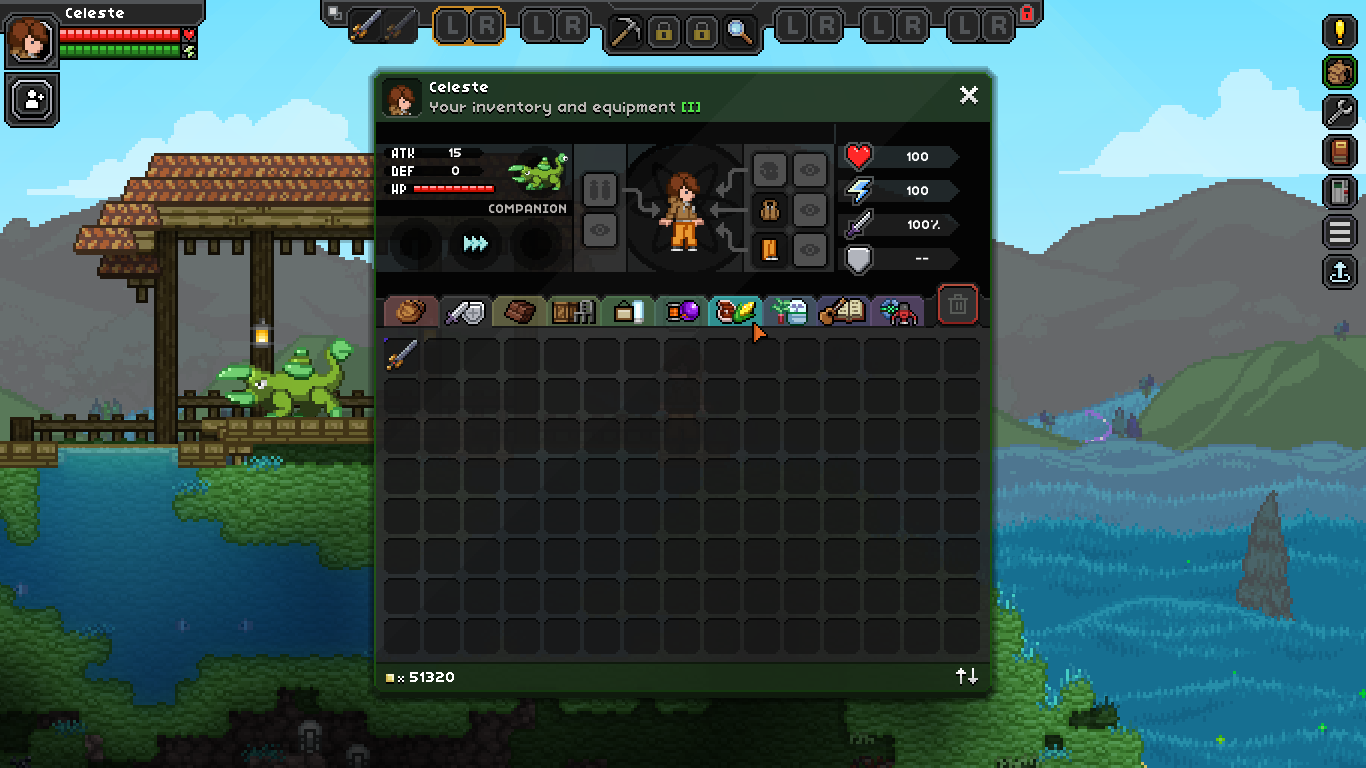 Celeste
L R L R L R L R L R
Celeste
Your inventory and equipment [I]
ATK 15
DEF 0
HP
COMPANION
100
100
100%
--
x 51320